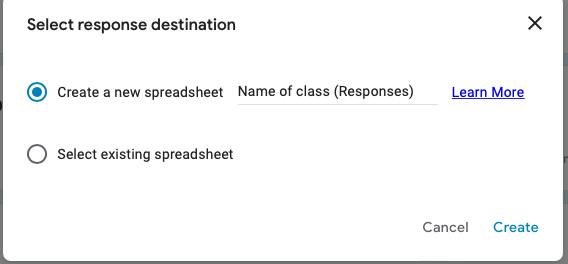 Select response destination
Create a new spreadsheet Name of class (Responses) Learn More
Select existing spreadsheet
Cancel Create